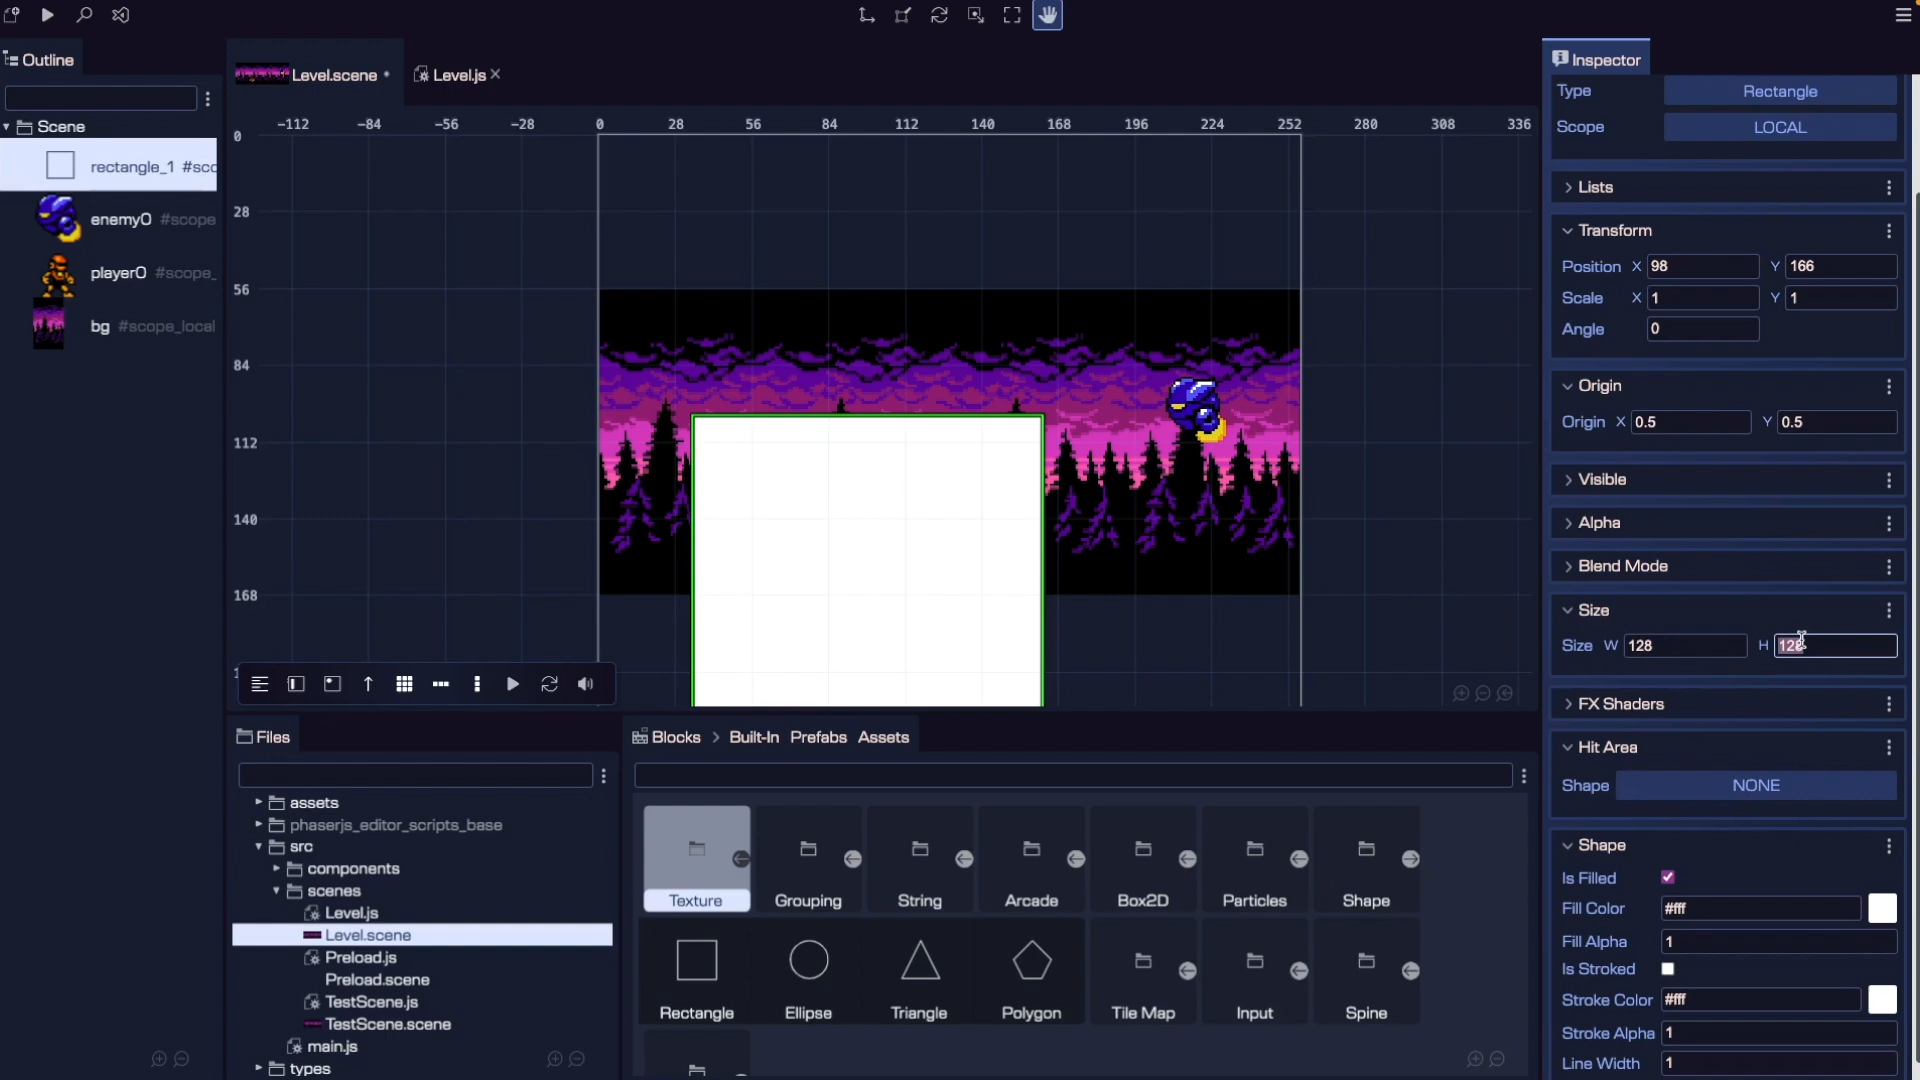 Outline
Level.scene
Level.js
Inspector
Type Rectangle
Scope LOCAL
Scene
rectangle_1 #sco
enemy0 #scope
player0 #scope_
bg #scope_local
-112 -84 -56 -28 0 28 56 84 112 140 168 196 224 252 280 308 336
0
28
56
84
112
140
168
Lists
Transform
Position X 98 Y 166
Scale X 1 Y 1
Angle 0
Origin
Origin X 0.5 Y 0.5
Visible
Alpha
Blend Mode
Size
Size W 128 H 128
FX Shaders
Hit Area
Shape NONE
Shape
Is Filled
Fill Color #fff
Fill Alpha 1
Is Stroked
Stroke Color #fff
Stroke Alpha 1
Line Width 1
Files
assets
phaserjs_editor_scripts_base
src
components
scenes
Level.js
Level.scene
Preload.js
Preload.scene
TestScene.js
TestScene.scene
main.js
types
Blocks > Built-In Prefabs Assets
Texture Grouping String Arcade Box2D Particles Shape
Rectangle Ellipse Triangle Polygon Tile Map Input Spine